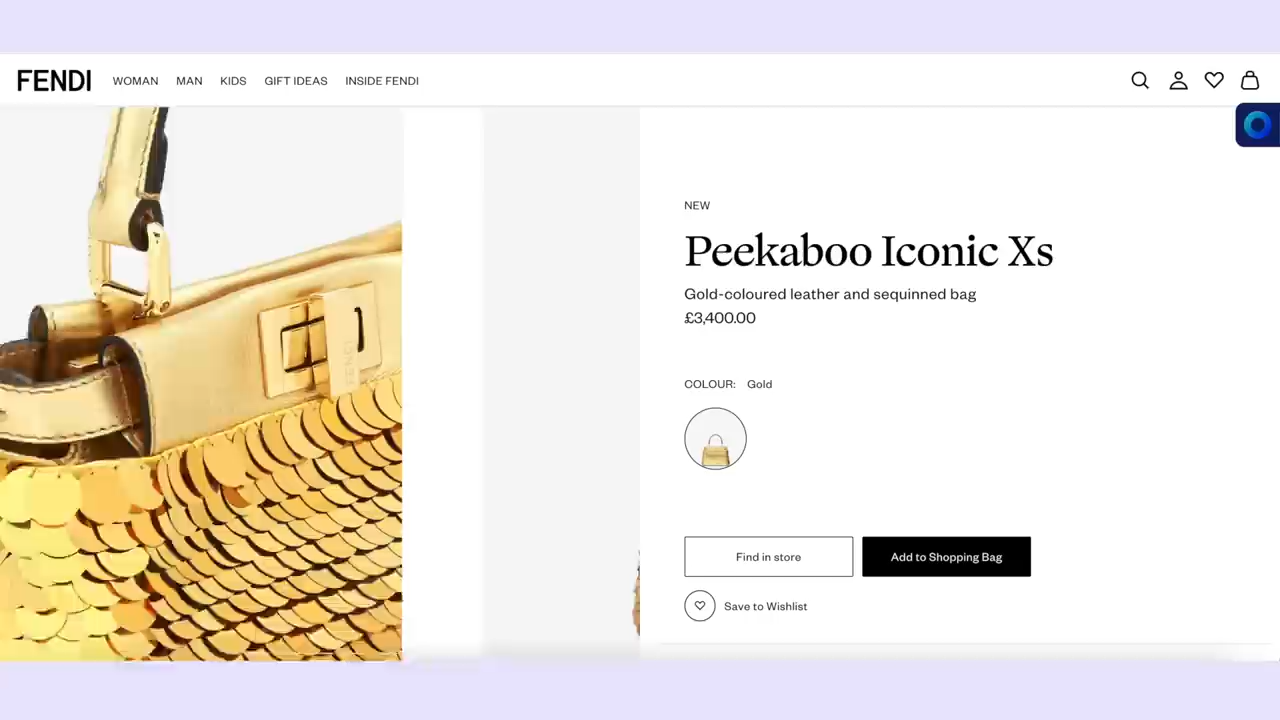 FENDI WOMAN MAN KIDS GIFT IDEAS INSIDE FENDI
NEW
Peekaboo Iconic Xs
Gold-coloured leather and sequinned bag
£3,400.00
COLOUR: Gold
Find in store Add to Shopping Bag
Save to Wishlist
FENDI